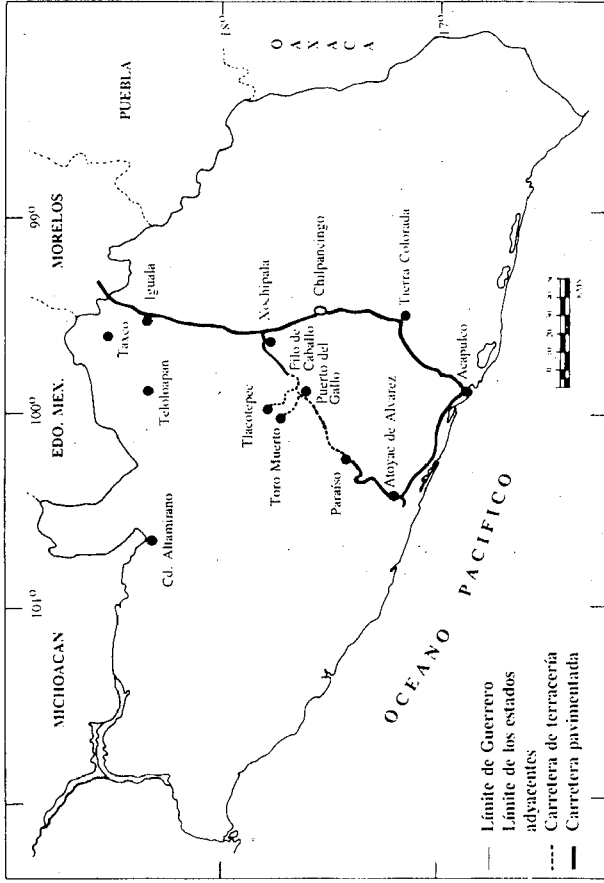 MICHOACAN
EDO. MEX.
MORELOS
PUEBLA
OAXACA
101°
100°
99°
18°
17°
Cd. Altamirano
Teloloapan
Taxco
Iguala
Tlacotepec
Toro Muerto
Xochipala
Filo de
Caballo
Puerto del
Gallo
Chilpancingo
Paraíso
Atoyac de Alvarez
Tierra Colorada
Acapulco
OCEANO PACIFICO
KMS
Límite de Guerrero
Límite de los estados
adyacentes
Carretera de terracería
Carretera pavimentada